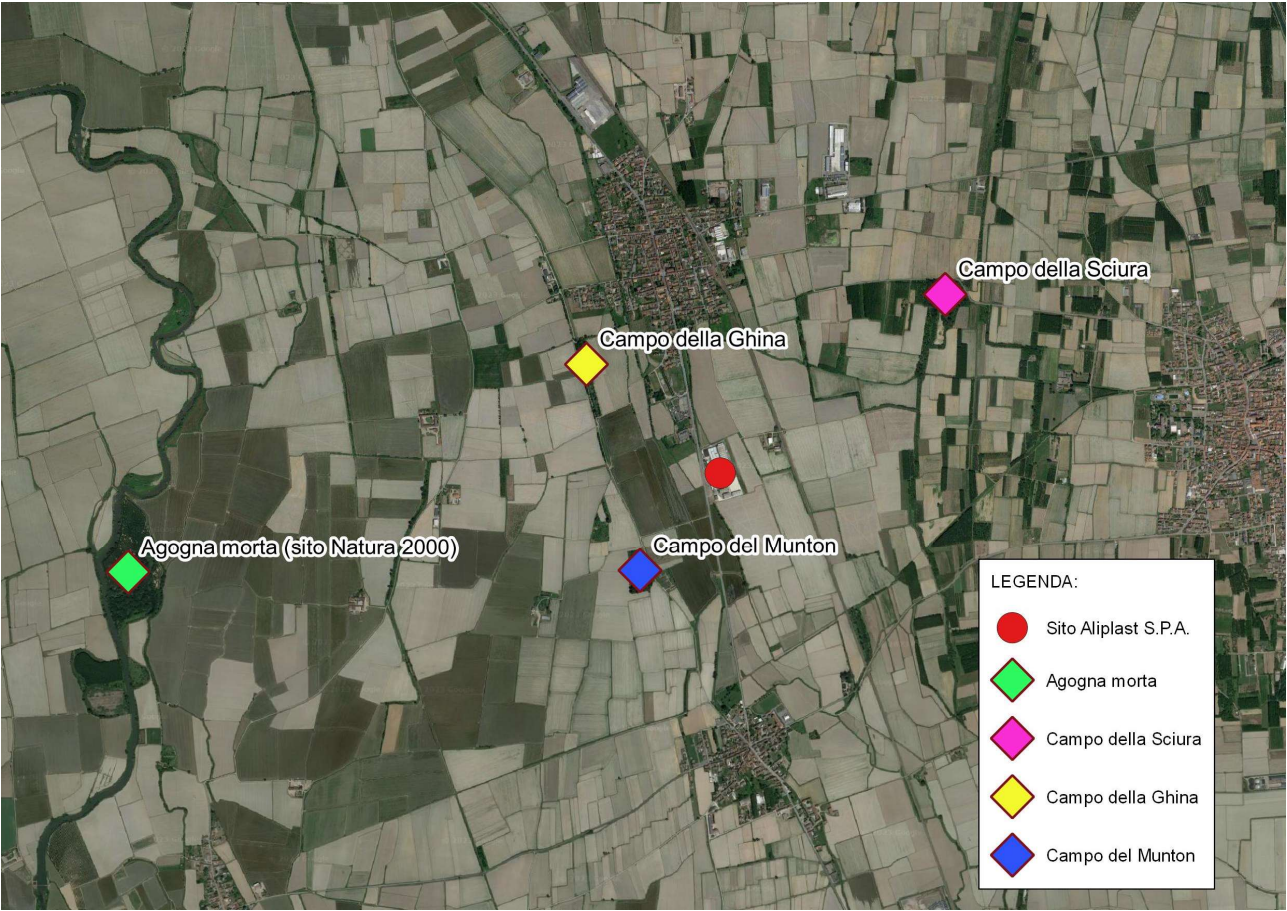 Campo della Sciura
Campo della Ghina
Agogna morta (sito Natura 2000)
Campo del Munton
LEGENDA:
Sito Aliplast S.P.A.
Agogna morta
Campo della Sciura
Campo della Ghina
Campo del Munton